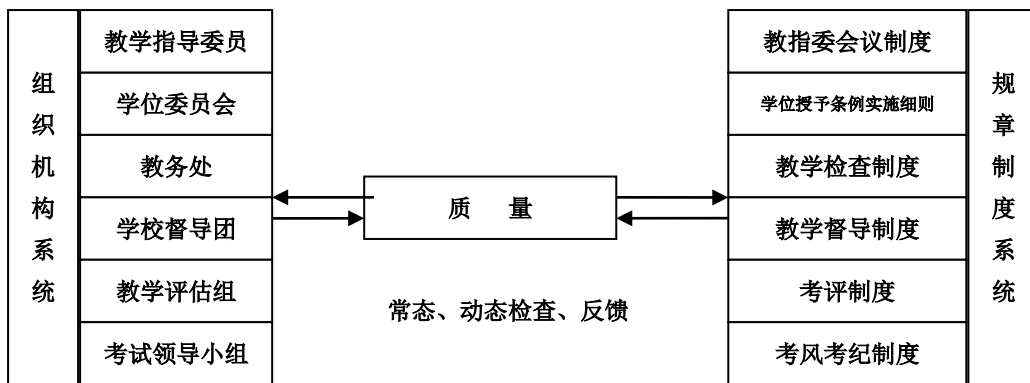 组织机构系统
教学指导委员
学位委员会
教务处
学校督导团
教学评估组
考试领导小组
质 量
常态、动态检查、反馈
教指委会议制度
学位授予条例实施细则
教学检查制度
教学督导制度
考评制度
考风考纪制度
规章制度系统